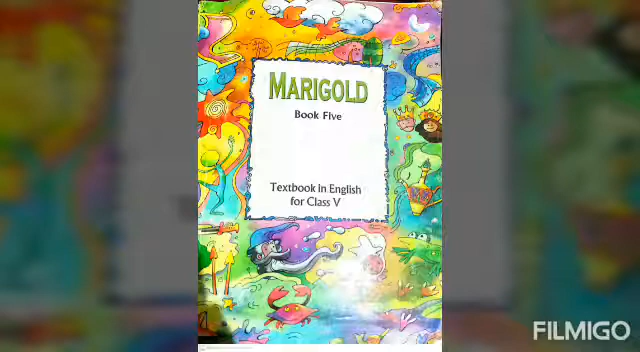 MARIGOLD
Book Five
Textbook in English
for Class V
FILMIGO